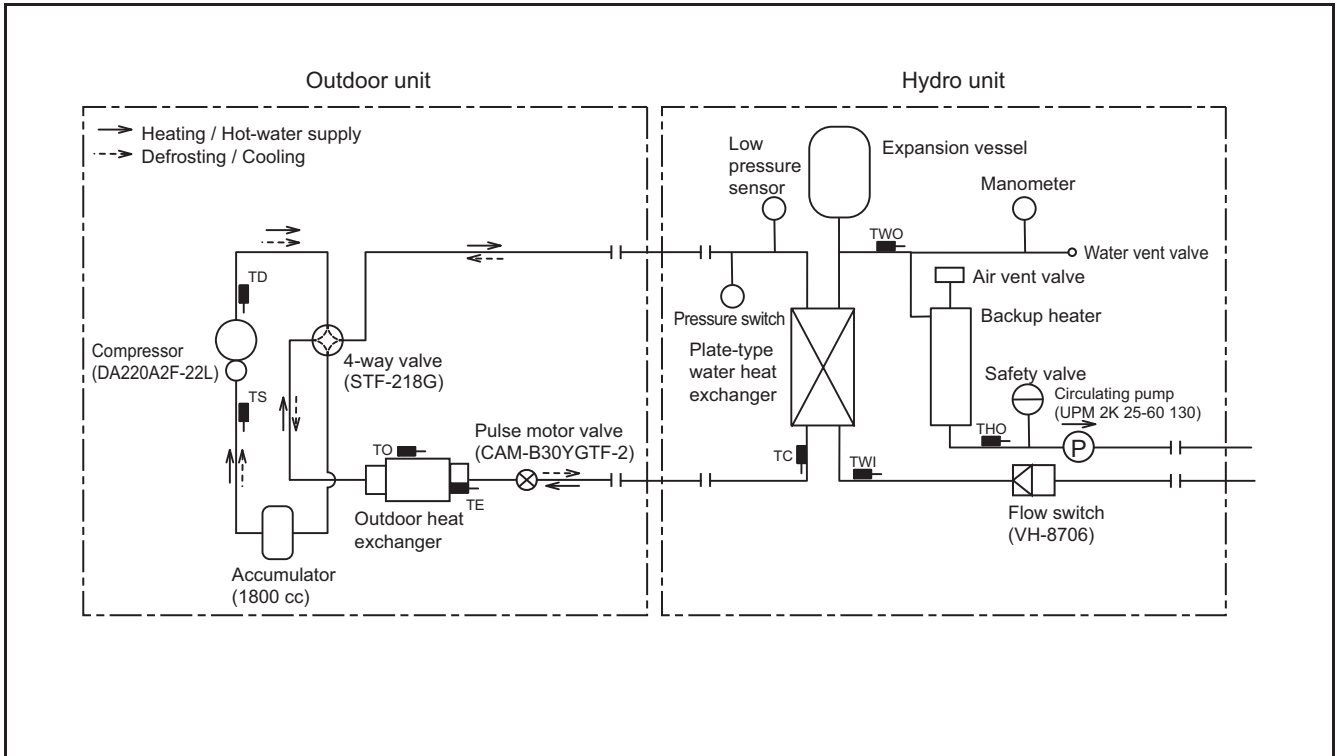 Outdoor unit
Hydro unit
Heating / Hot-water supply
Defrosting / Cooling
Low
pressure
sensor
Expansion vessel
Manometer
TWO
Water vent valve
Air vent valve
TD
Pressure switch
Backup heater
Compressor
(DA220A2F-22L)
4-way valve
(STF-218G)
Plate-type
water heat
exchanger
Safety valve
Circulating pump
(UPM 2K 25-60 130)
TS
THO
P
Pulse motor valve
(CAM-B30YGTF-2)
TO
TC
TWI
TE
Outdoor heat
exchanger
Flow switch
(VH-8706)
Accumulator
(1800 cc)